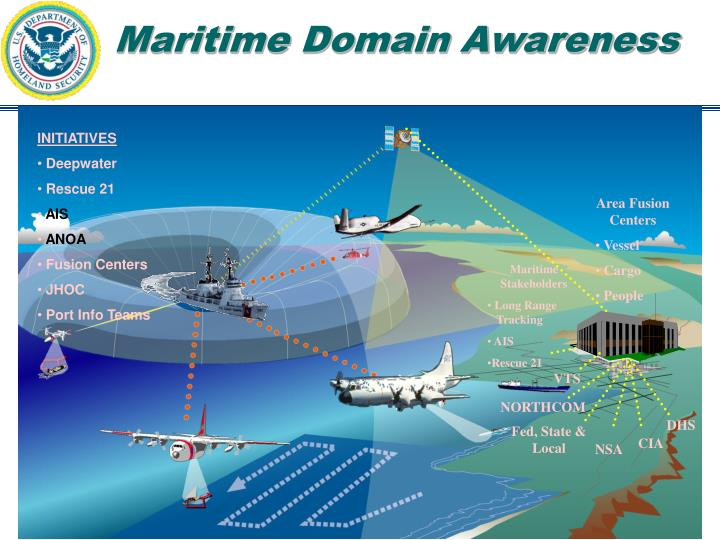 U.S. DEPARTMENT OF
HOMELAND SECURITY
Maritime Domain Awareness
INITIATIVES
• Deepwater
• Rescue 21
• AIS
• ANOA
• Fusion Centers
• JHOC
• Port Info Teams
Area Fusion
Centers
• Vessel
• Cargo
• People
Maritime
Stakeholders
• Long Range
Tracking
• AIS
•Rescue 21
VTS
NORTHCOM
Fed, State &
Local
NSA
CIA
DHS